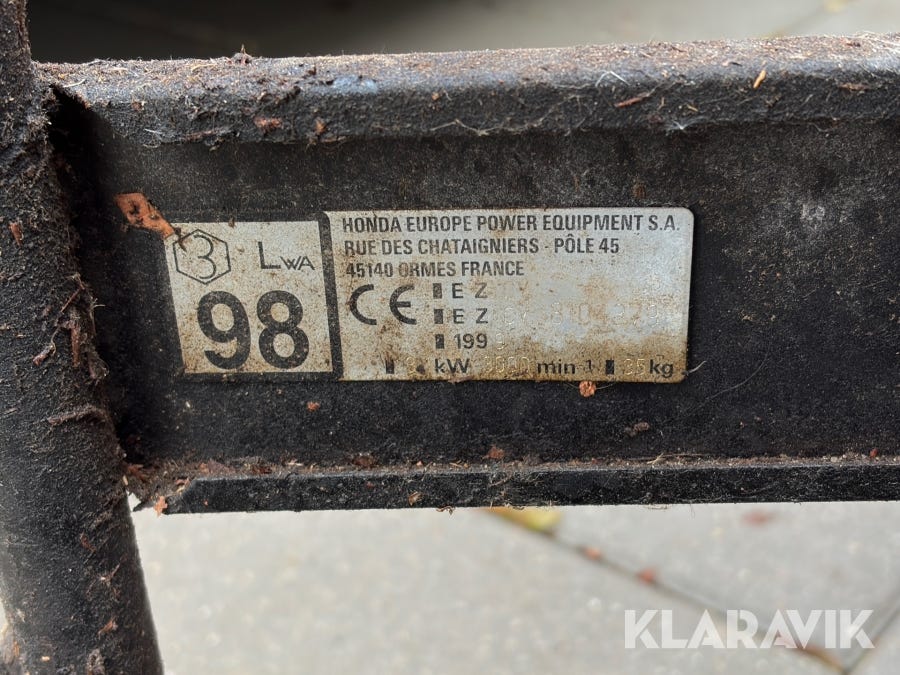 3 LWA
98
HONDA EUROPE POWER EQUIPMENT S.A.
RUE DES CHATAIGNIERS - PÔLE 45
45140 ORMES FRANCE
CE
E Z
E Z
199
kW min-1 kg
KLARAVIK